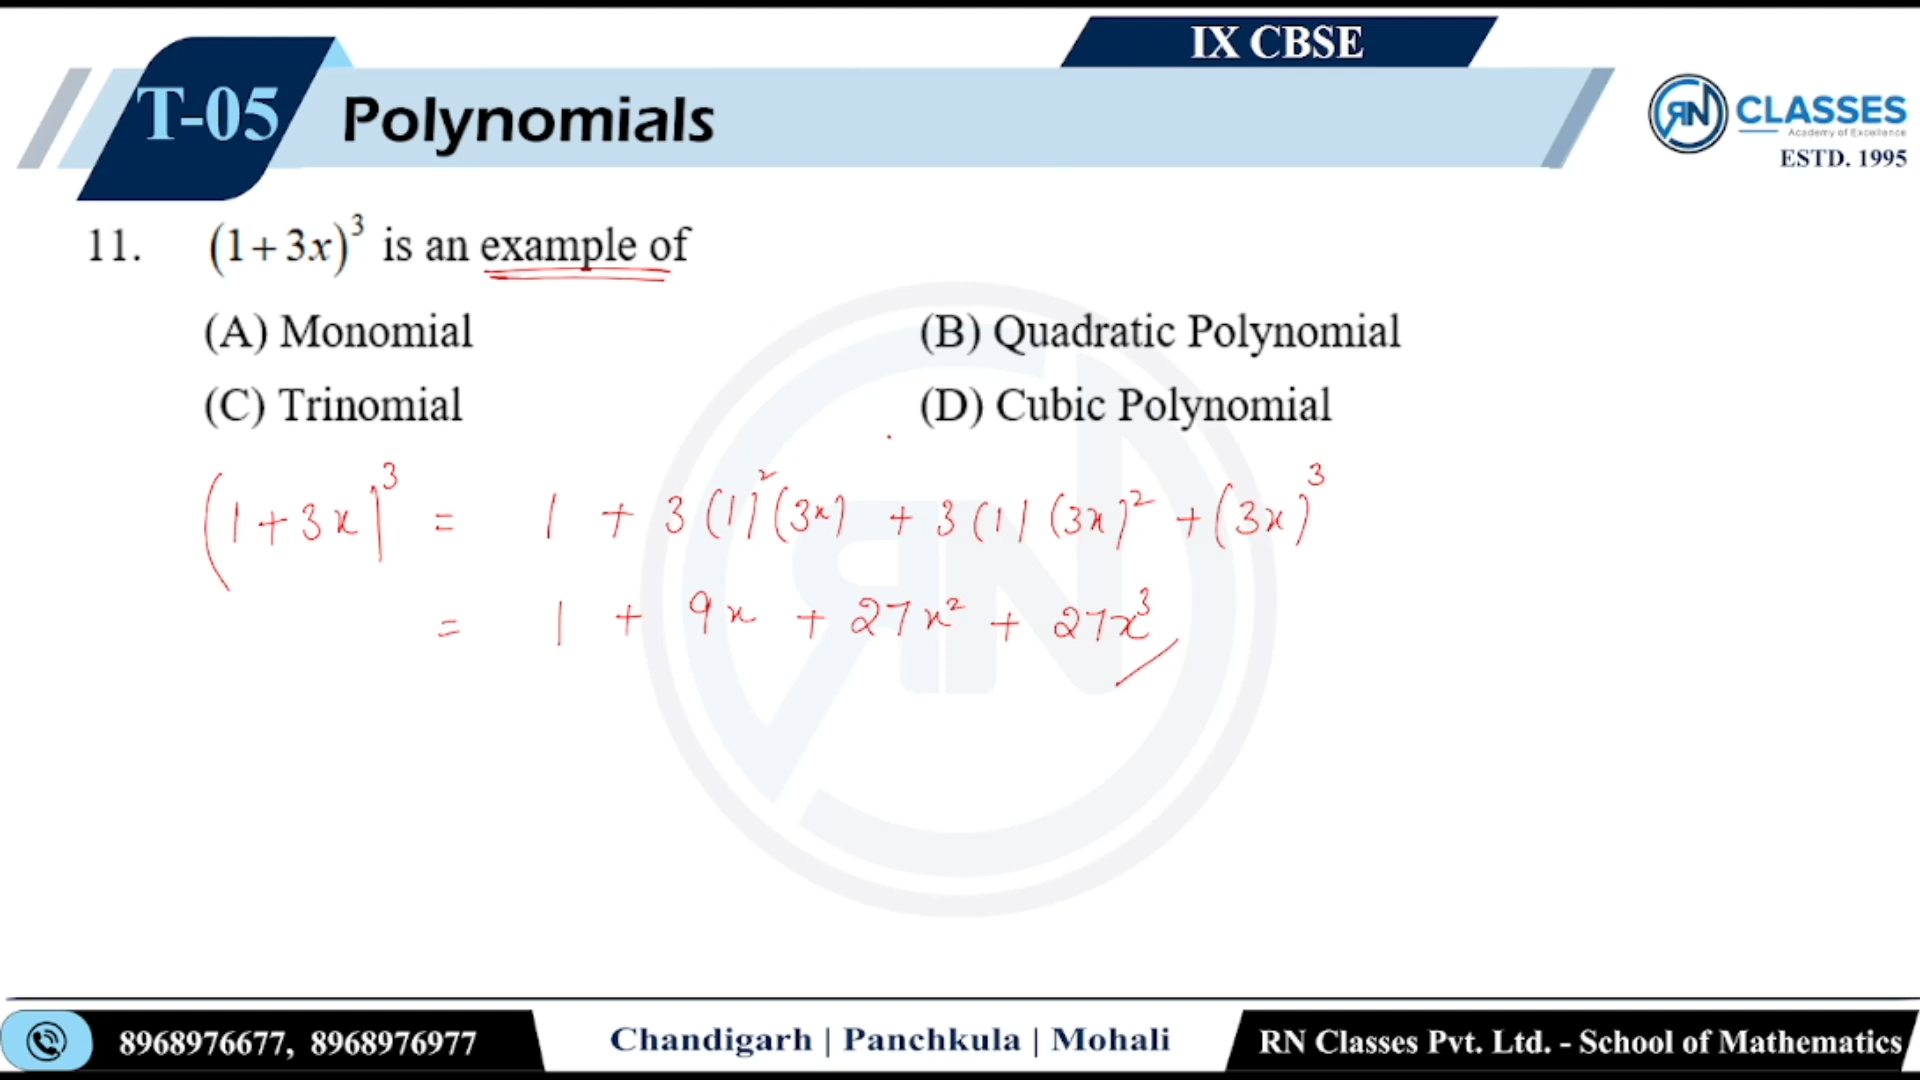 IX CBSE
T-05 Polynomials
RN CLASSES
Academy of Excellence
ESTD. 1995
11. (1+3x)³ is an example of
(A) Monomial (B) Quadratic Polynomial
(C) Trinomial (D) Cubic Polynomial
(1+3x)³ = 1 + 3(1)²(3x) + 3(1)(3x)² + (3x)³
= 1 + 9x + 27x² + 27x³
RN
8968976677, 8968976977 Chandigarh | Panchkula | Mohali RN Classes Pvt. Ltd. - School of Mathematics